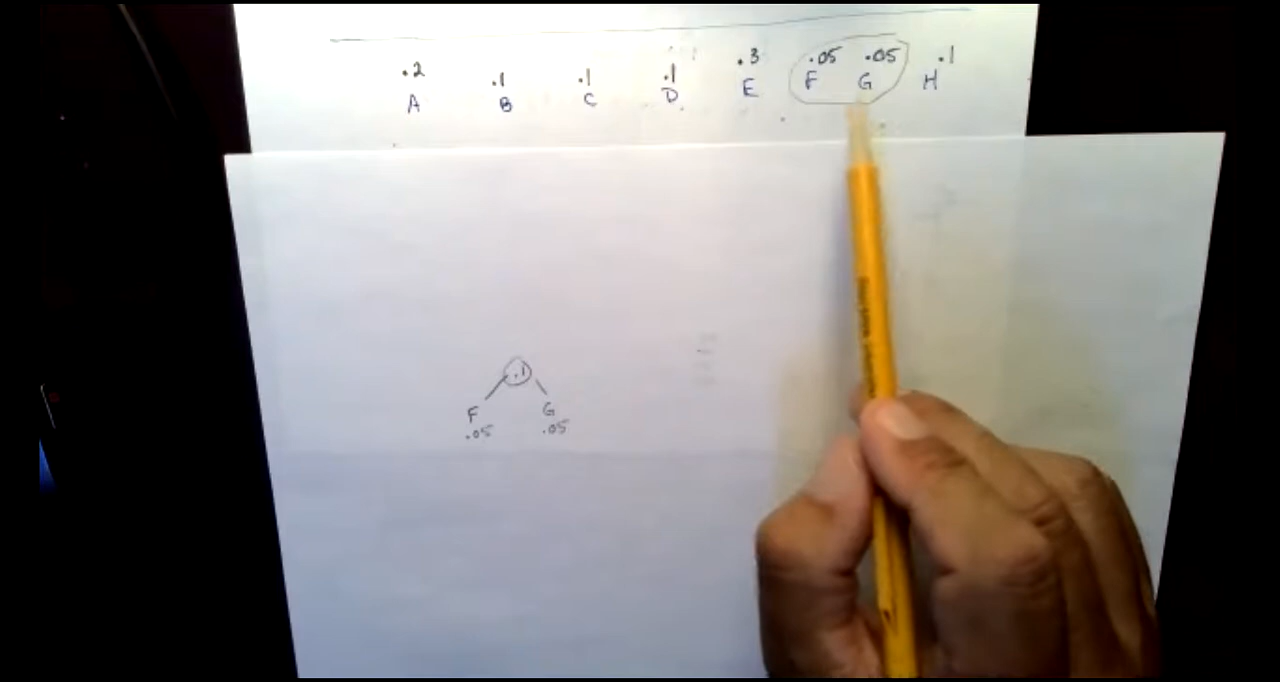 .2 .1 .1 .1 .3 .05 .05 .1
A B C D E F G H
.1
F G
.05 .05